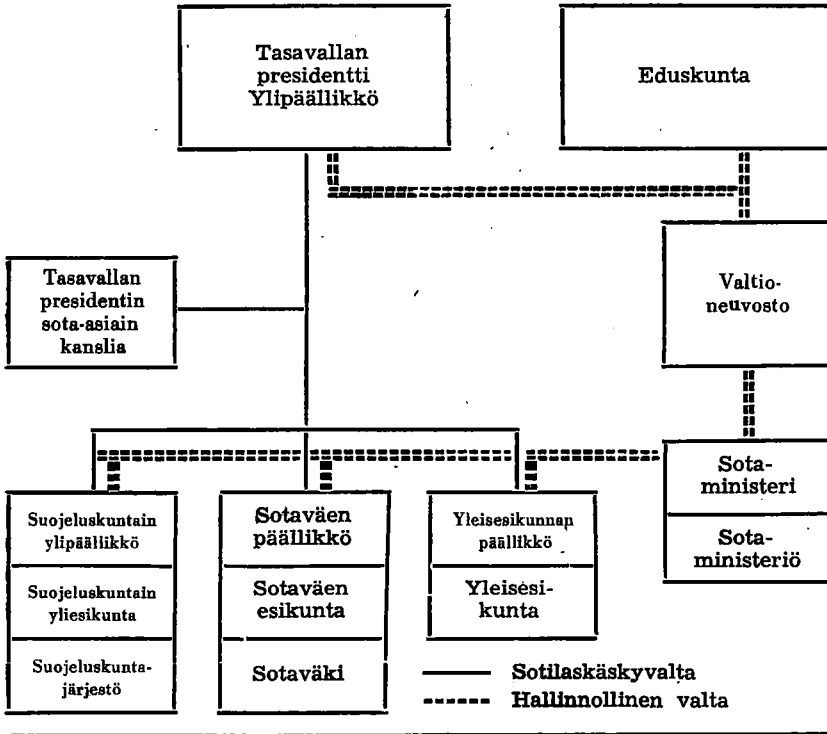 Tasavallan
presidentti
Ylipäällikkö
Eduskunta
Tasavallan
presidentin
sota-asiain
kanslia
Valtio-
neuvosto
Suojeluskuntain
ylipäällikkö
Suojeluskuntain
yliesikunta
Suojeluskunta-
järjestö
Sotaväen
päällikkö
Sotaväen
esikunta
Sotaväki
Yleisesikunnan
päällikkö
Yleisesi-
kunta
Sota-
ministeri
Sota-
ministeriö
Sotilaskäskyvalta
Hallinnollinen valta